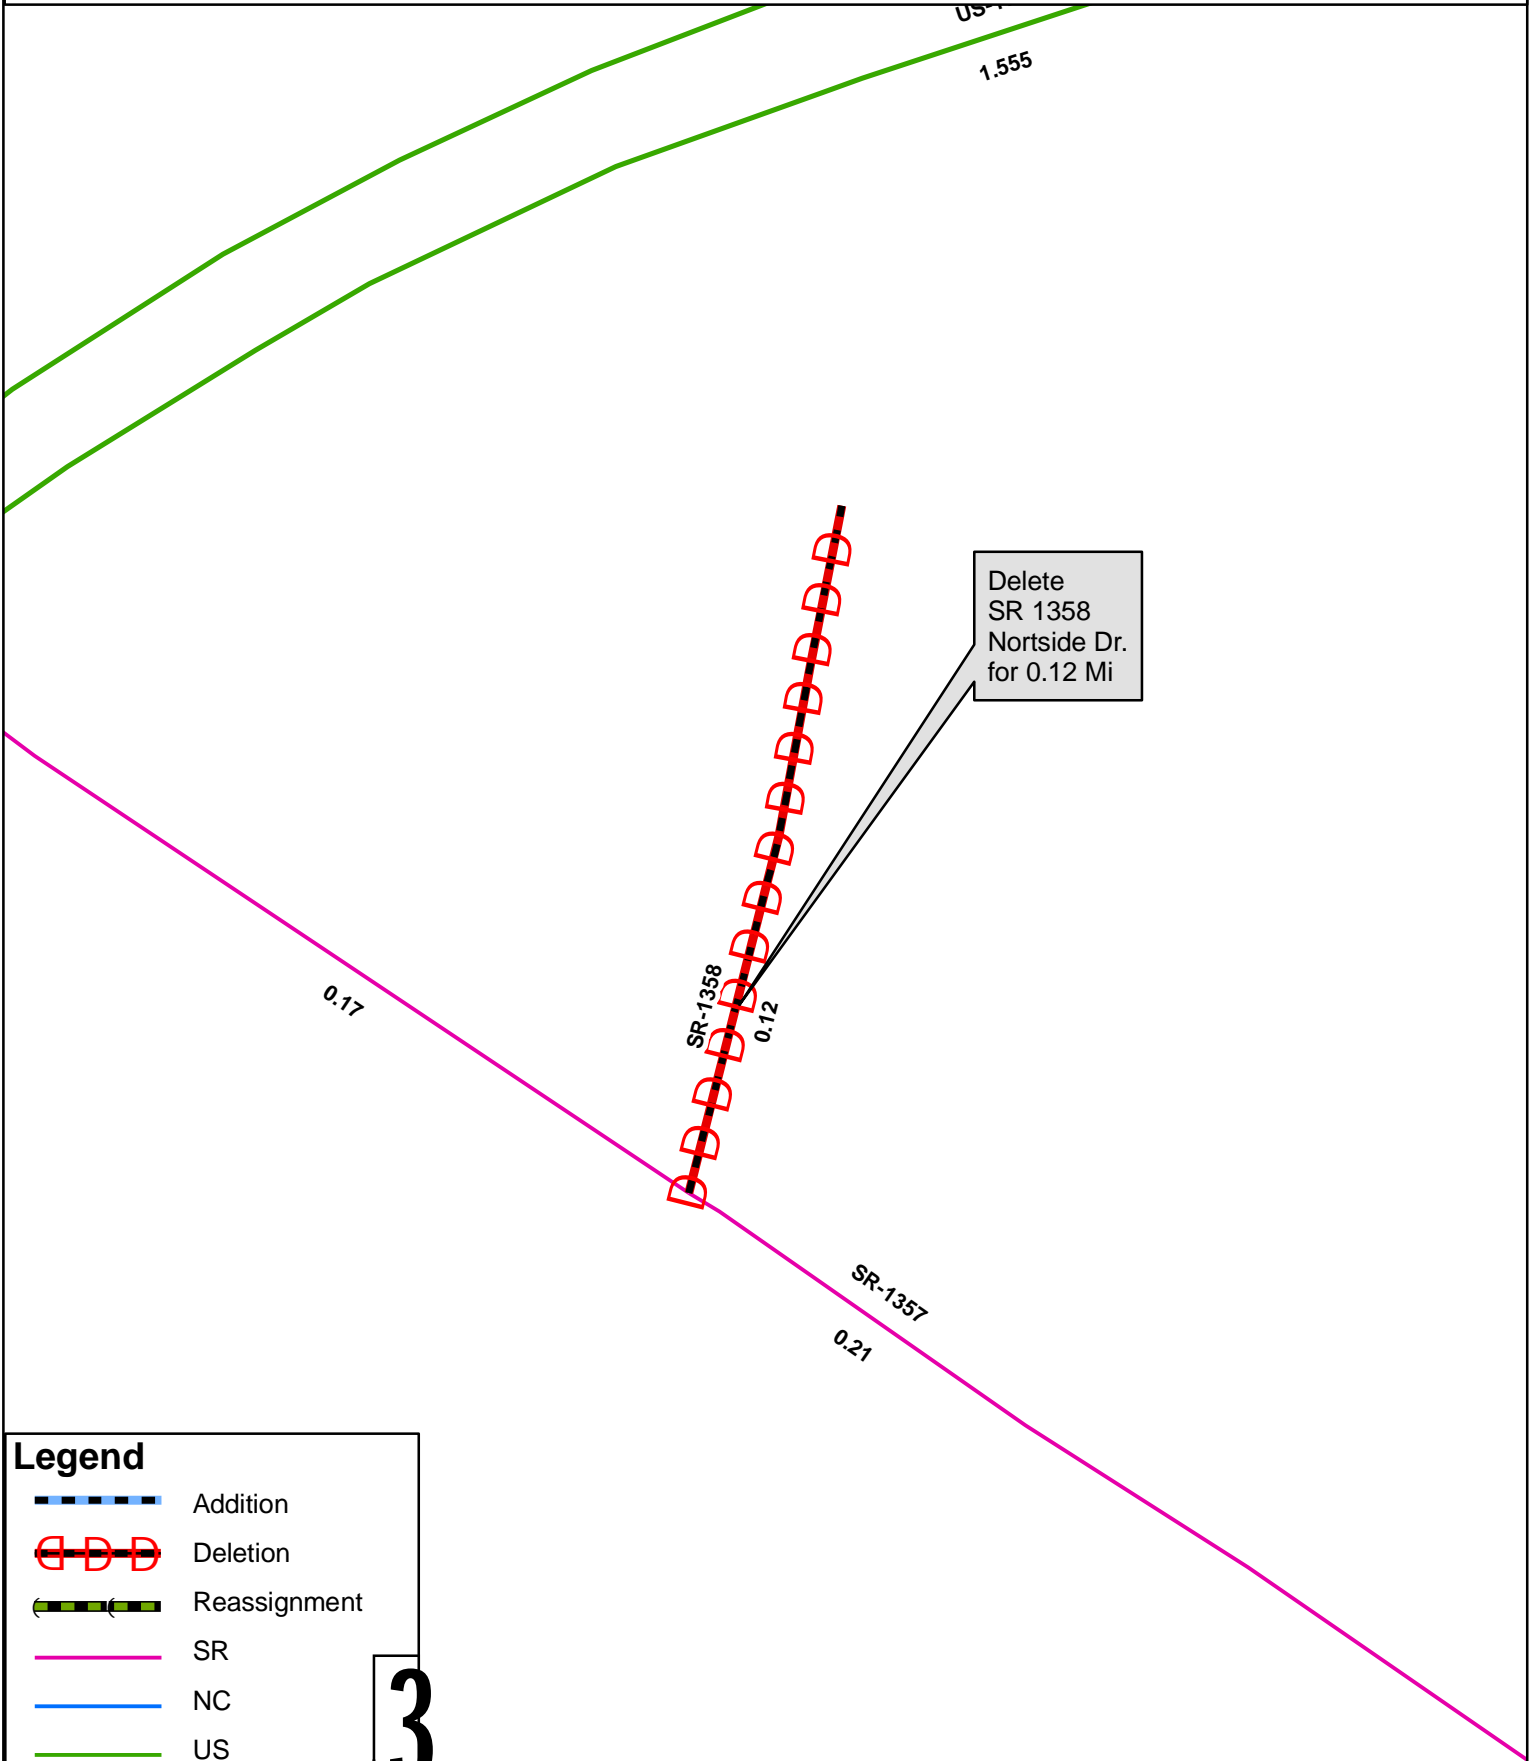 1.555
Delete
SR 1358
Nortside Dr.
for 0.12 Mi
SR-1358
0.12
0.17
SR-1357
0.21
Legend
Addition
D D D
Deletion
Reassignment
SR
NC
US
3